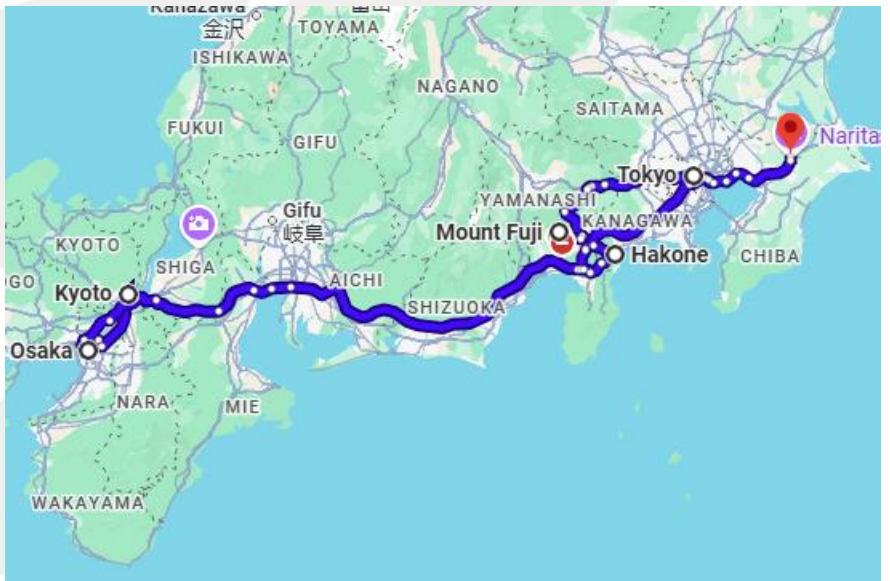 Kanazawa
金沢
TOYAMA
ISHIKAWA
NAGANO
FUKUI
GIFU
SAITAMA
Naritas
Tokyo
YAMANASHI
Gifu
岐阜
KANAGAWA
Mount Fuji
KYOTO
Hakone
CHIBA
SHIGA
AICHI
Kyoto
SHIZUOKA
Osaka
NARA
MIE
WAKAYAMA